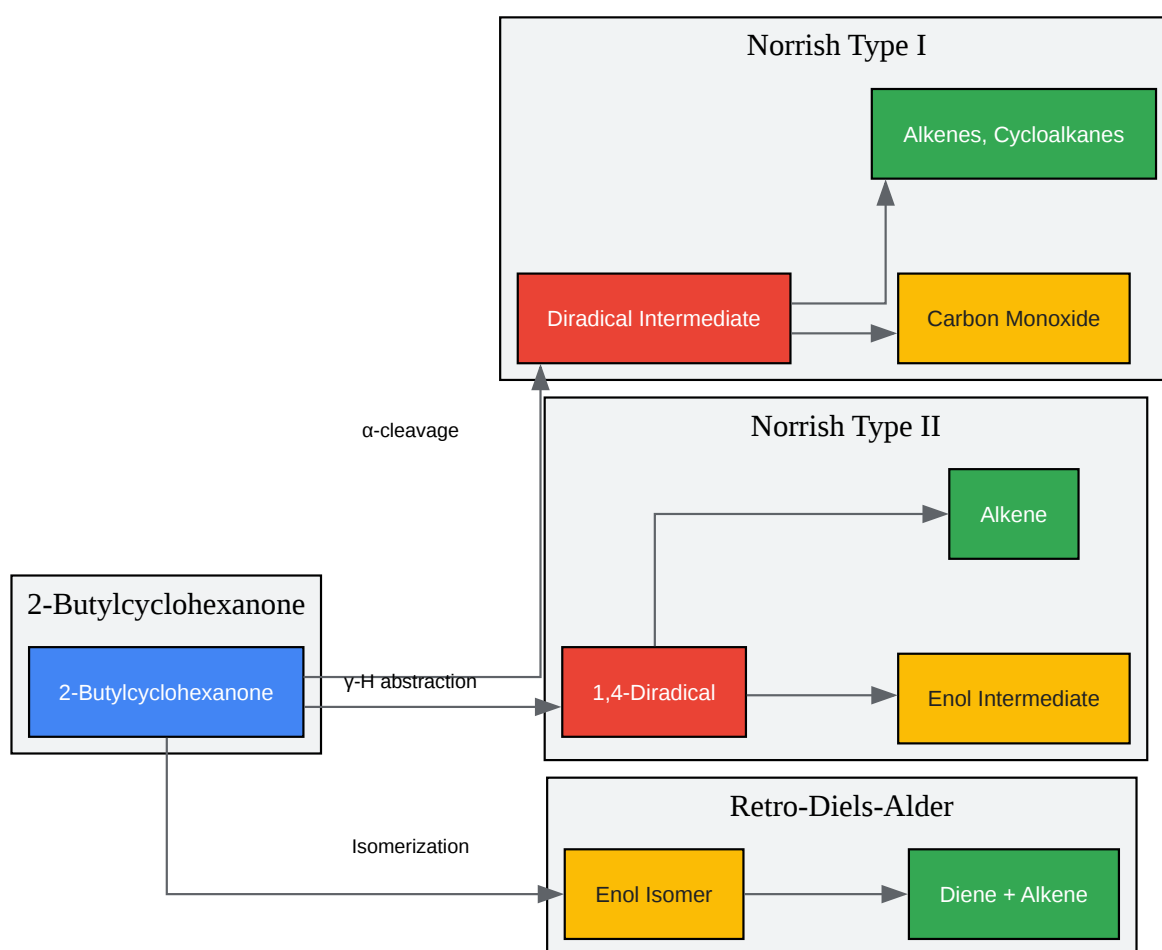 Norrish Type I
Alkenes, Cycloalkanes
Diradical Intermediate
Carbon Monoxide
α-cleavage
Norrish Type II
Alkene
2-Butylcyclohexanone
2-Butylcyclohexanone
γ-H abstraction
1,4-Diradical
Enol Intermediate
Retro-Diels-Alder
Isomerization
Enol Isomer
Diene + Alkene